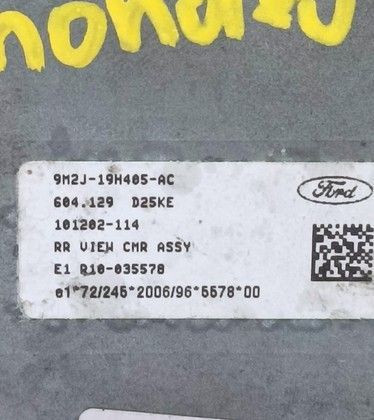 mondeo
9M2J-19H405-AC
Ford
604.129 D25KE
101202-114
RR VIEW CMR ASSY
E1 R10-035578
e1*72/245*2006/96*5578*00